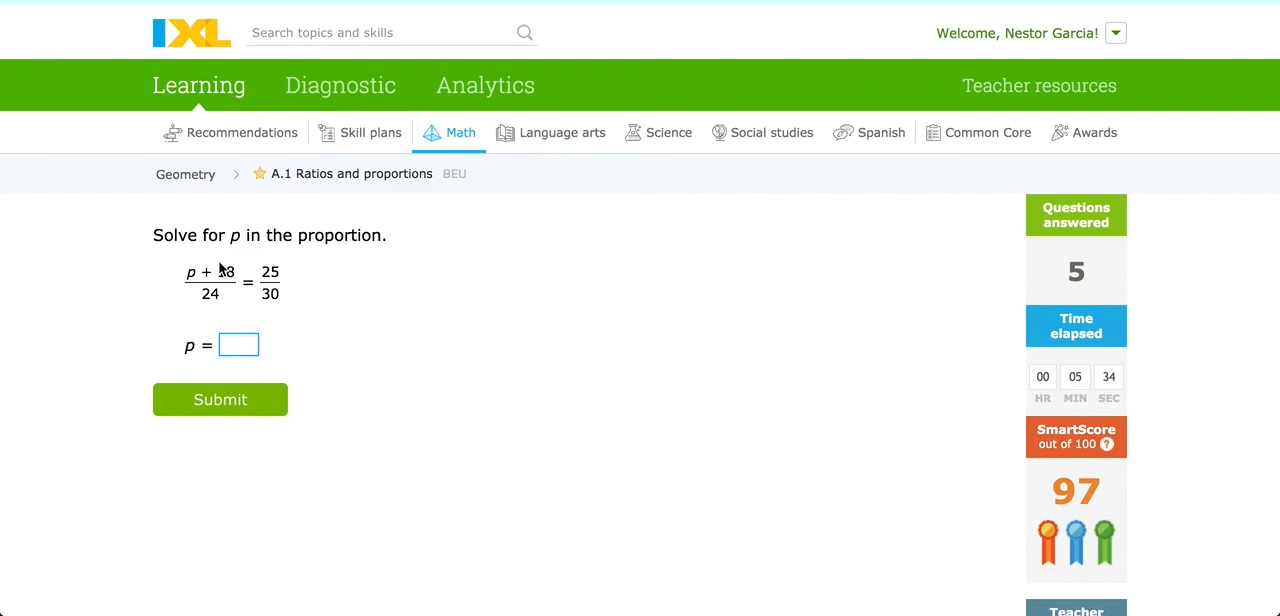 IXL
Search topics and skills
Welcome, Nestor Garcia!
Learning Diagnostic Analytics Teacher resources
Recommendations Skill plans Math Language arts Science Social studies Spanish Common Core Awards
Geometry > A.1 Ratios and proportions BEU
Solve for p in the proportion.
p + 8
24
=
25
30
p =
Submit
Questions
answered
5
Time
elapsed
00 05 34
HR MIN SEC
SmartScore
out of 100 ?
97
Teacher